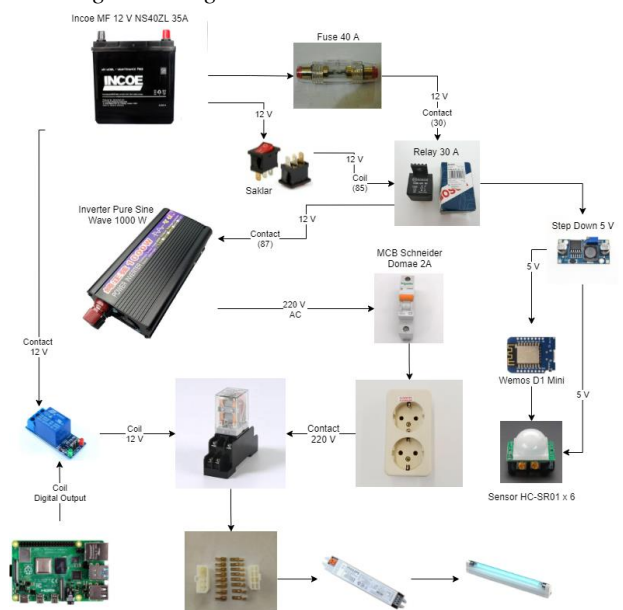 Incoe MF 12 V NS40ZL 35A
Fuse 40 A
INCOE
12 V
Contact
(30)
12 V
Relay 30 A
12 V
Coil
(85)
Saklar
12 V
Inverter Pure Sine
Wave 1000 W
Contact
(87)
Step Down 5 V
MCB Schneider
Domae 2A
5 V
220 V
AC
Contact
12 V
Wemos D1 Mini
5 V
Coil
12 V
Contact
220 V
Coil
Digital Output
Sensor HC-SR01 x 6